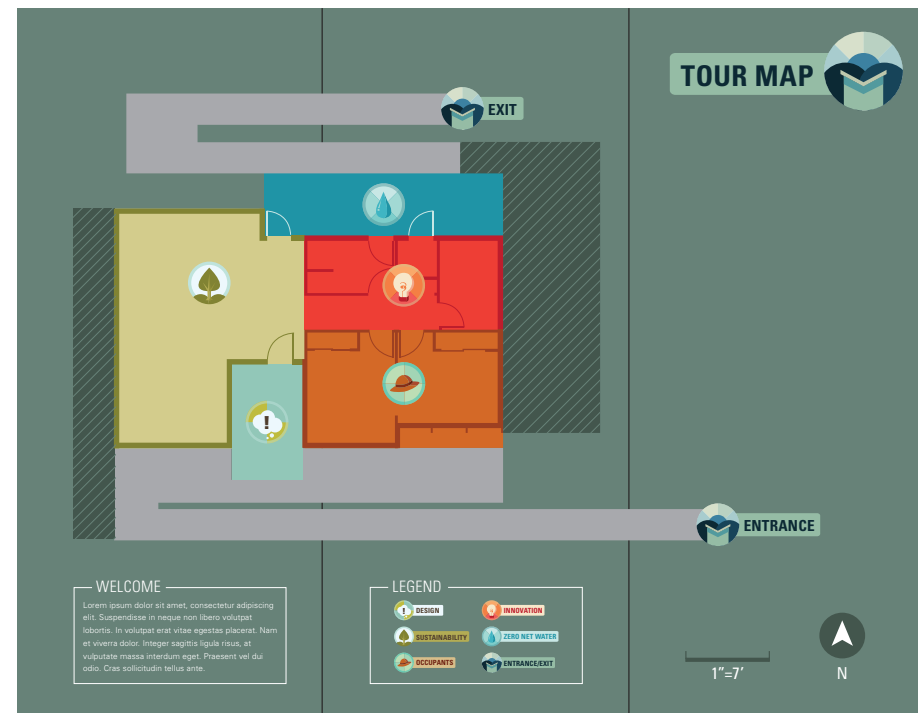 TOUR MAP
EXIT
!
ENTRANCE
WELCOME
Lorem ipsum dolor sit amet, consectetur adipiscing
elit. Suspendisse in neque non libero volutpat
lobortis. In volutpat erat vitae egestas placerat. Nam
et viverra dolor. Integer sagittis ligula risus, at
vulputate massa interdum eget. Praesent vel dui
odio. Cras sollicitudin tellus ante.
LEGEND
! DESIGN
INNOVATION
SUSTAINABILITY
ZERO NET WATER
OCCUPANTS
ENTRANCE/EXIT
1”=7’
N